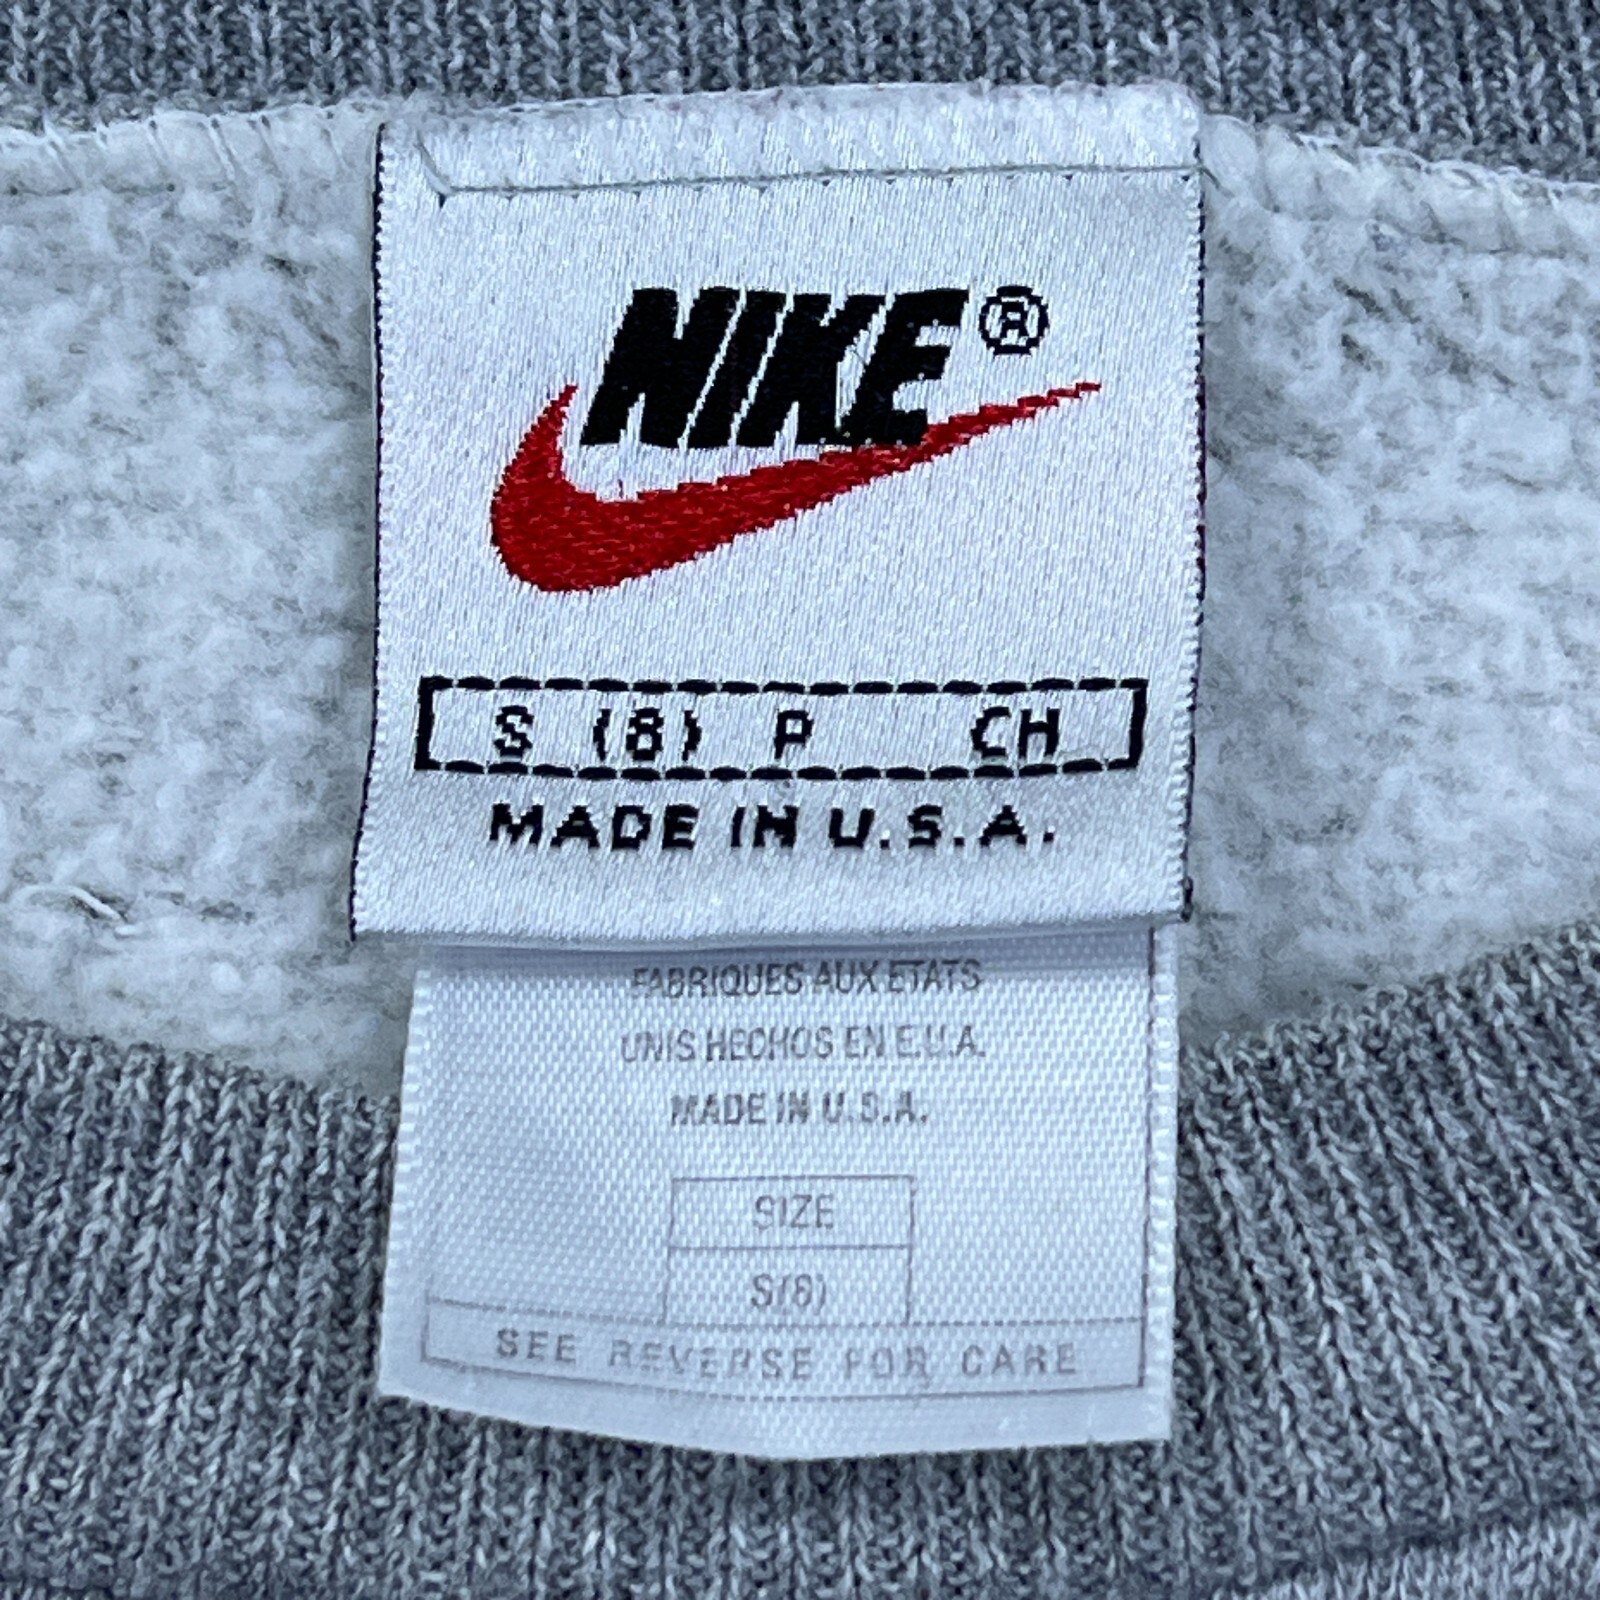 NIKE®
S (8) P CH
MADE IN U.S.A.
FABRIQUES AUX ETATS
UNIS HECHOS EN E.U.A.
MADE IN U.S.A.
SIZE
S(8)
SEE REVERSE FOR CARE